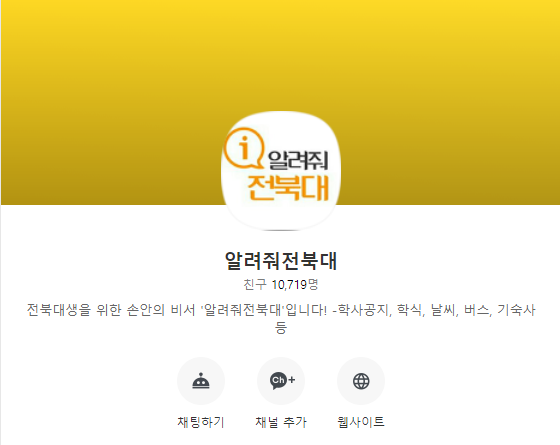 i 알려줘
전북대
알려줘전북대
친구 10,719명
전북대생을 위한 손안의 비서 '알려줘전북대'입니다! -학사공지, 학식, 날씨, 버스, 기숙사
등
Ch+
채팅하기 채널 추가 웹사이트